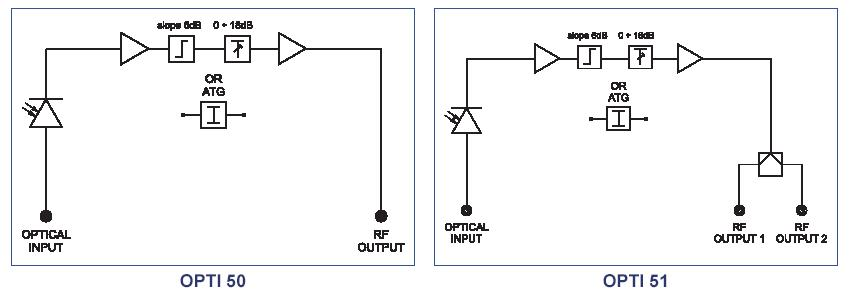 slope 6dB 0 ÷ 18dB
OR
ATG
OPTICAL
INPUT
RF
OUTPUT
OPTI 50
slope 6dB 0 ÷ 18dB
OR
ATG
OPTICAL
INPUT
RF
OUTPUT 1
RF
OUTPUT 2
OPTI 51